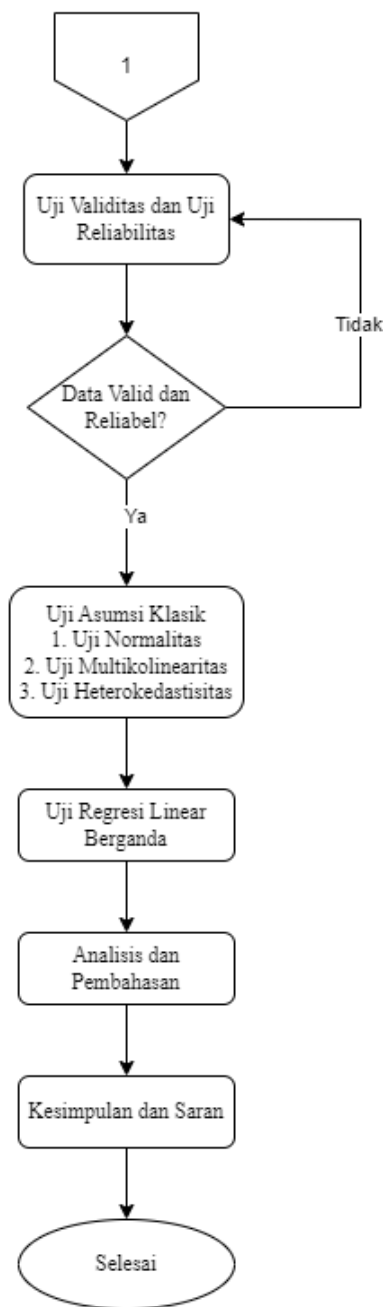 1
Uji Validitas dan Uji
Reliabilitas
Tidak
Data Valid dan
Reliabel?
Ya
Uji Asumsi Klasik
1. Uji Normalitas
2. Uji Multikolinearitas
3. Uji Heterokedastisitas
Uji Regresi Linear
Berganda
Analisis dan
Pembahasan
Kesimpulan dan Saran
Selesai